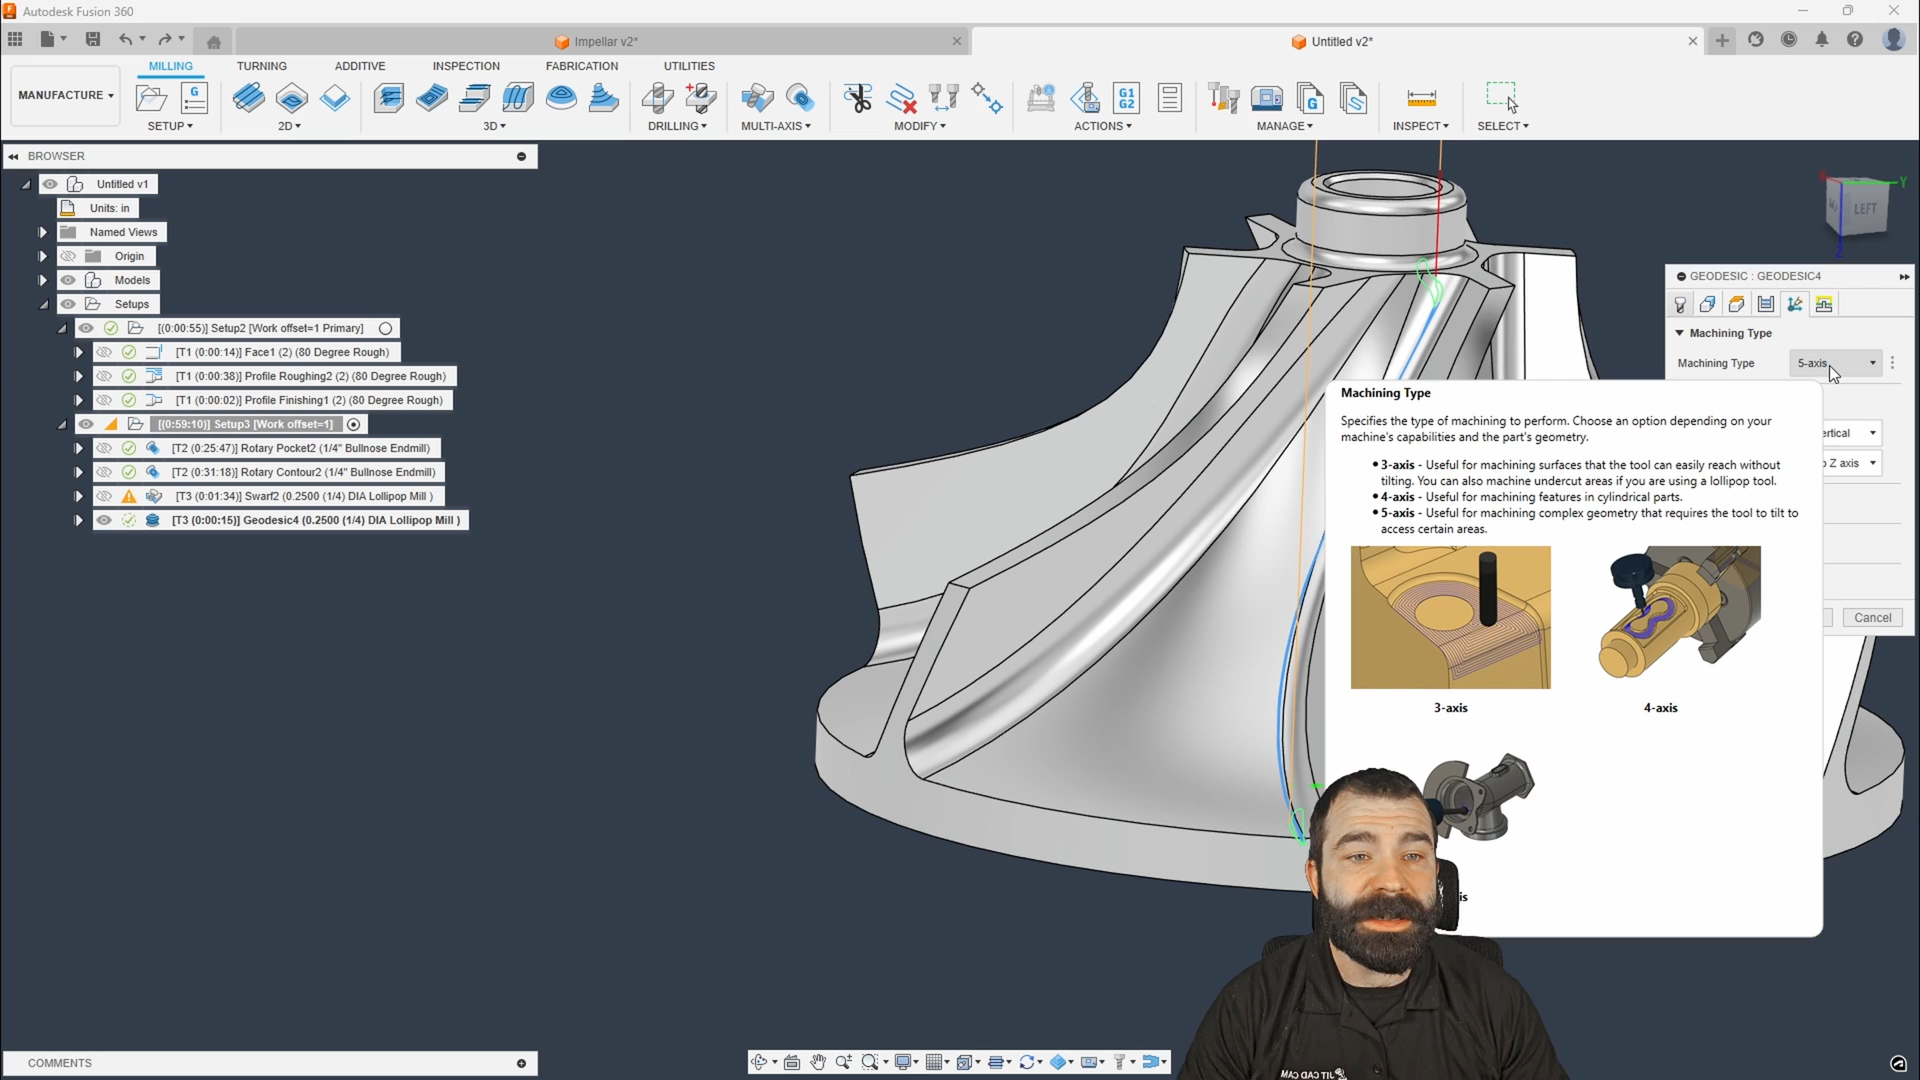 Autodesk Fusion 360
Impellar v2*
Untitled v2*
MILLING TURNING ADDITIVE INSPECTION FABRICATION UTILITIES
MANUFACTURE
G
G1
G2
G
SETUP 2D 3D DRILLING MULTI-AXIS MODIFY ACTIONS MANAGE INSPECT SELECT
BROWSER
Untitled v1
Units: in
Named Views
Origin
Models
Setups
[(0:00:55)] Setup2 [Work offset=1 Primary]
[T1 (0:00:14)] Face1 (2) (80 Degree Rough)
[T1 (0:00:38)] Profile Roughing2 (2) (80 Degree Rough)
[T1 (0:00:02)] Profile Finishing1 (2) (80 Degree Rough)
[(0:59:10)] Setup3 [Work offset=1]
[T2 (0:25:47)] Rotary Pocket2 (1/4" Bullnose Endmill)
[T2 (0:31:18)] Rotary Contour2 (1/4" Bullnose Endmill)
[T3 (0:01:34)] Swarf2 (0.2500 (1/4) DIA Lollipop Mill )
[T3 (0:00:15)] Geodesic4 (0.2500 (1/4) DIA Lollipop Mill )
Y
LEFT
Z
GEODESIC : GEODESIC4
Machining Type
Machining Type 5-axis
ertical
Z axis
Cancel
Machining Type
Specifies the type of machining to perform. Choose an option depending on your
machine's capabilities and the part's geometry.
• 3-axis - Useful for machining surfaces that the tool can easily reach without
tilting. You can also machine undercut areas if you are using a lollipop tool.
• 4-axis - Useful for machining features in cylindrical parts.
• 5-axis - Useful for machining complex geometry that requires the tool to tilt to
access certain areas.
3-axis
4-axis
is
COMMENTS